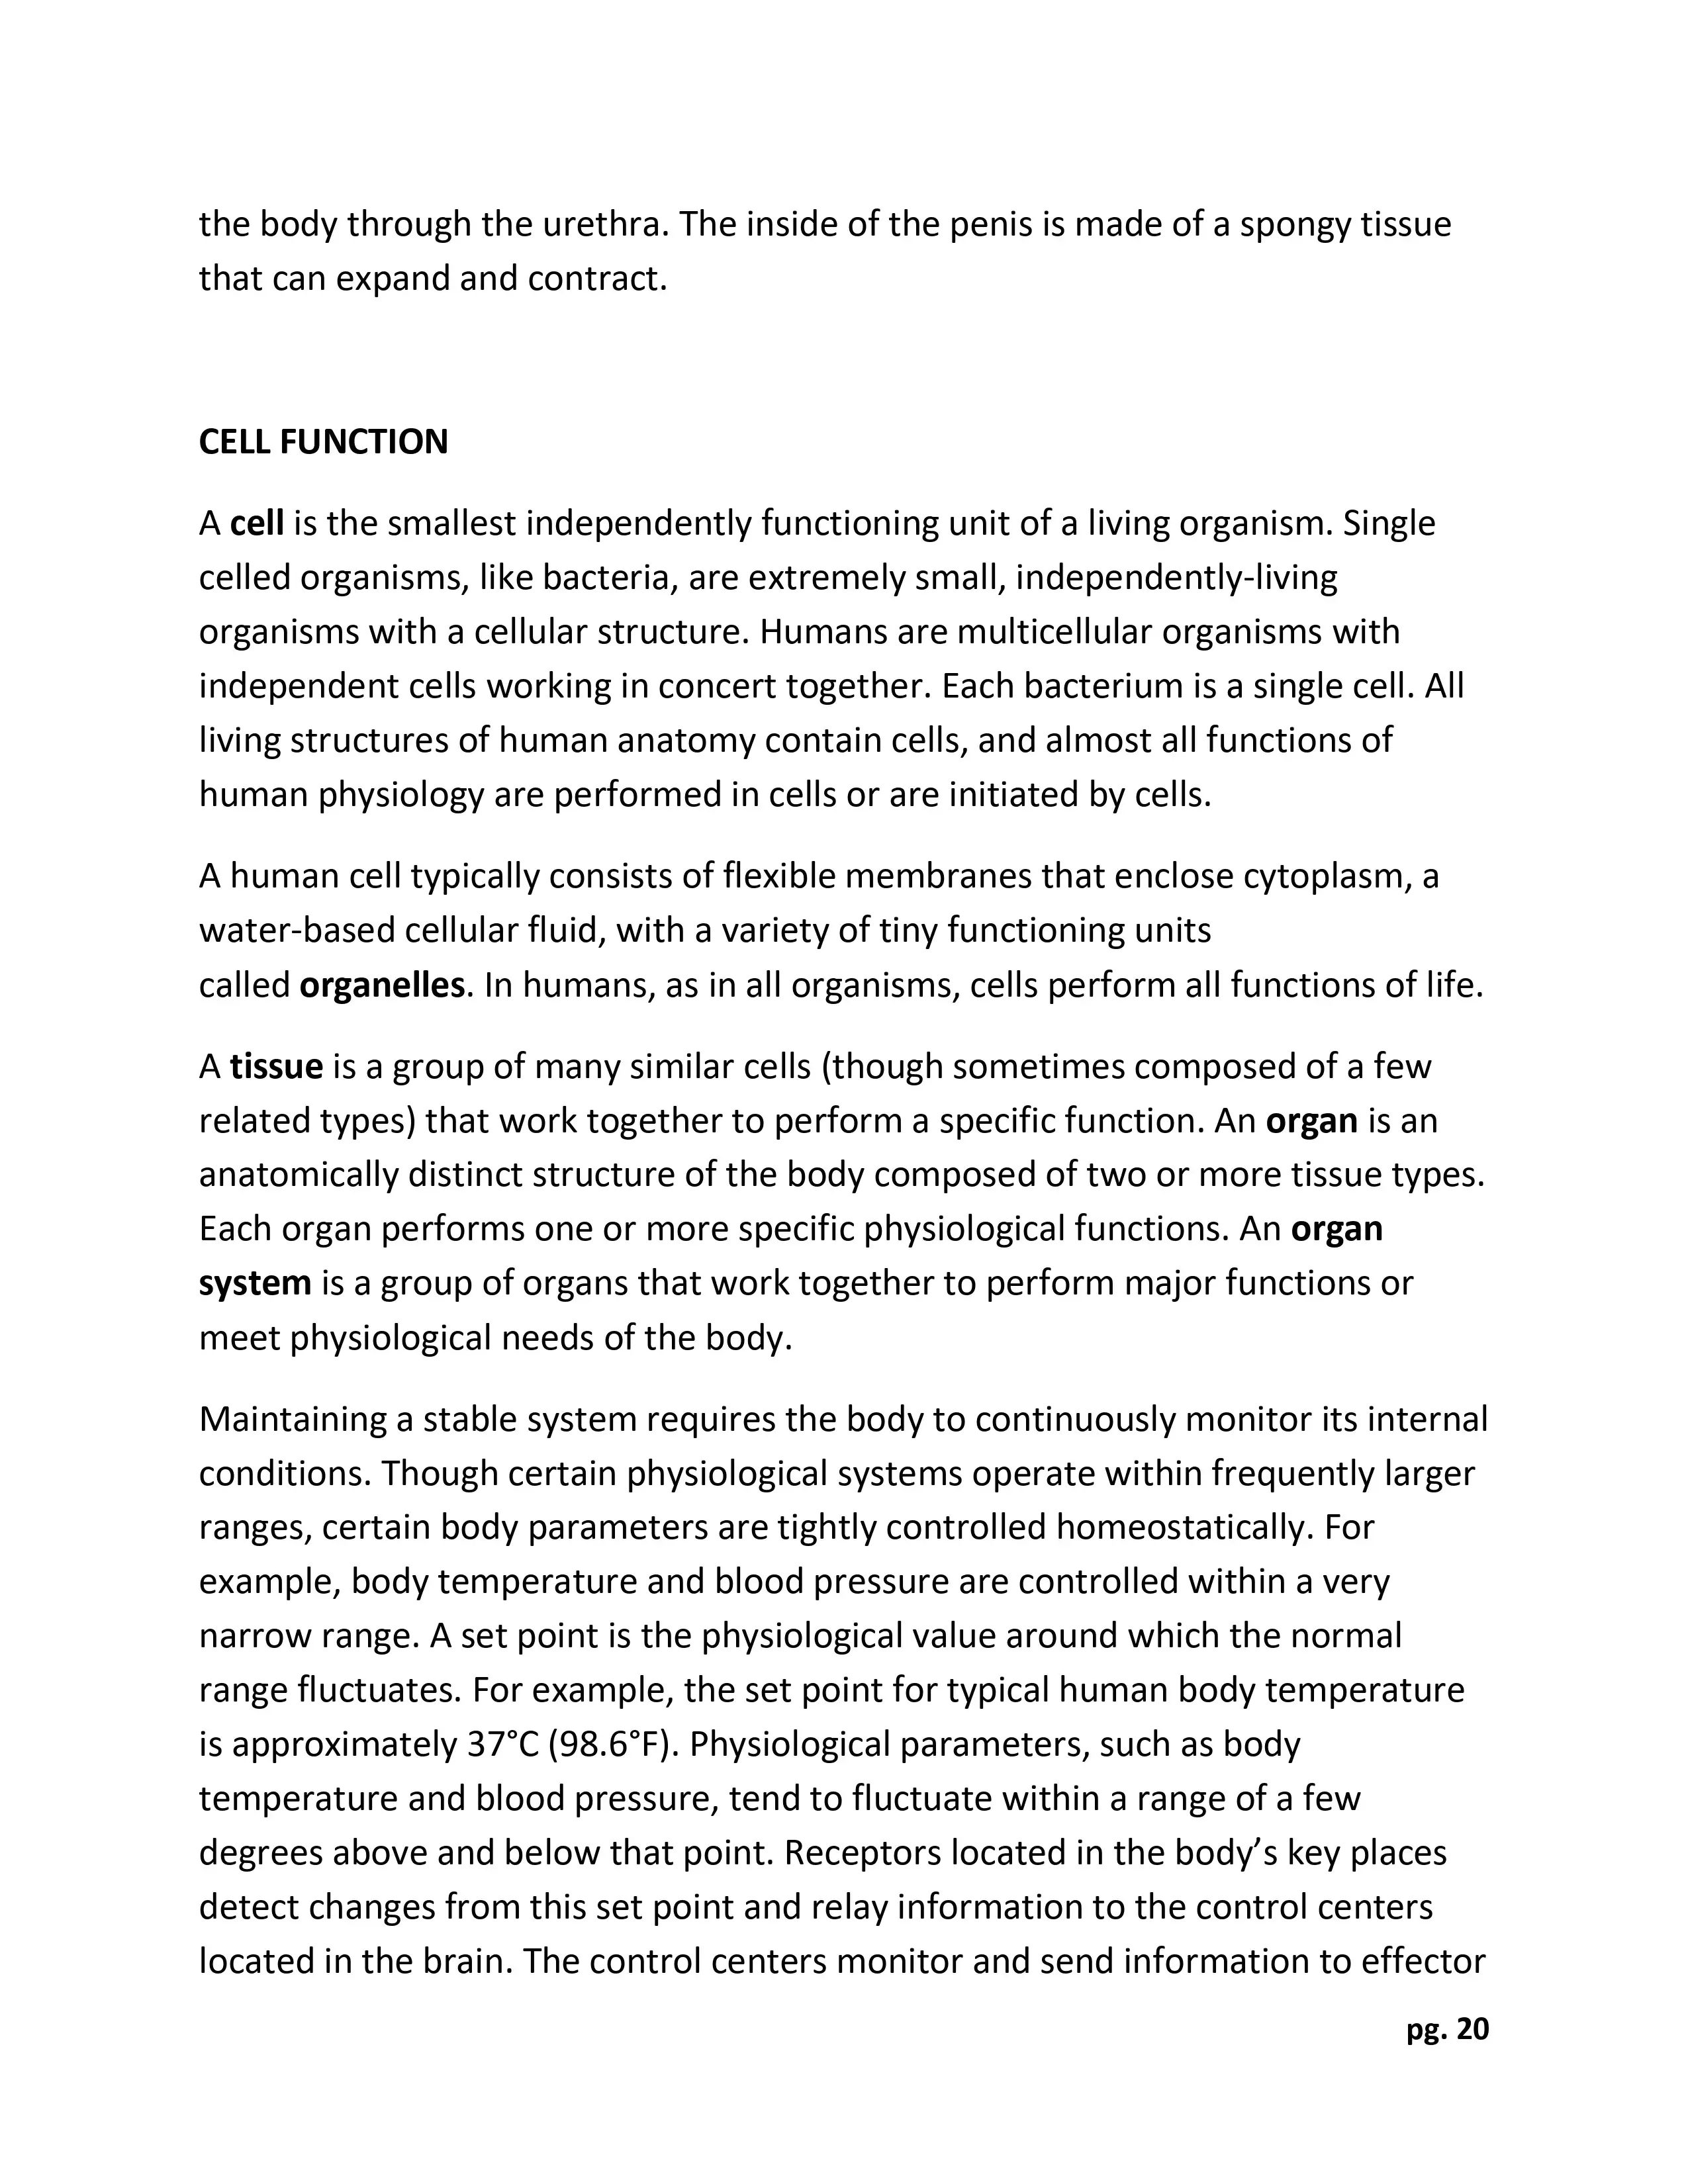 the body through the urethra. The inside of the penis is made of a spongy tissue
that can expand and contract.
CELL FUNCTION
A cell is the smallest independently functioning unit of a living organism. Single
celled organisms, like bacteria, are extremely small, independently-living
organisms with a cellular structure. Humans are multicellular organisms with
independent cells working in concert together. Each bacterium is a single cell. All
living structures of human anatomy contain cells, and almost all functions of
human physiology are performed in cells or are initiated by cells.
A human cell typically consists of flexible membranes that enclose cytoplasm, a
water-based cellular fluid, with a variety of tiny functioning units
called organelles. In humans, as in all organisms, cells perform all functions of life.
A tissue is a group of many similar cells (though sometimes composed of a few
related types) that work together to perform a specific function. An organ is an
anatomically distinct structure of the body composed of two or more tissue types.
Each organ performs one or more specific physiological functions. An organ
system is a group of organs that work together to perform major functions or
meet physiological needs of the body.
Maintaining a stable system requires the body to continuously monitor its internal
conditions. Though certain physiological systems operate within frequently larger
ranges, certain body parameters are tightly controlled homeostatically. For
example, body temperature and blood pressure are controlled within a very
narrow range. A set point is the physiological value around which the normal
range fluctuates. For example, the set point for typical human body temperature
is approximately 37°C (98.6°F). Physiological parameters, such as body
temperature and blood pressure, tend to fluctuate within a range of a few
degrees above and below that point. Receptors located in the body’s key places
detect changes from this set point and relay information to the control centers
located in the brain. The control centers monitor and send information to effector
pg. 20